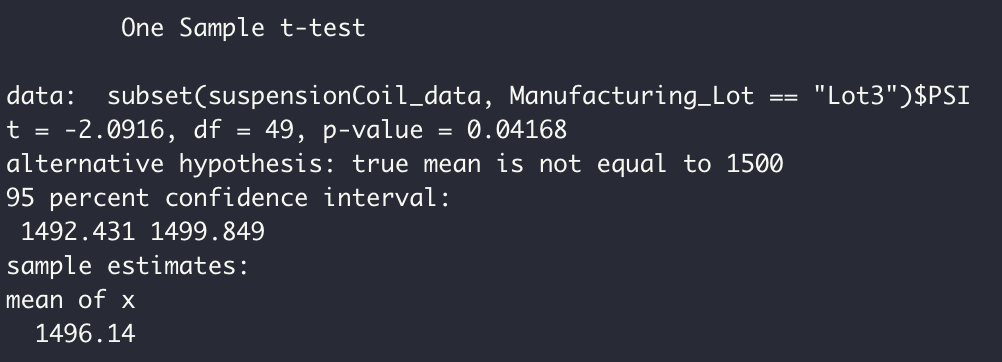 One Sample t-test
data:  subset(suspensionCoil_data, Manufacturing_Lot == "Lot3")$PSI
t = -2.0916, df = 49, p-value = 0.04168
alternative hypothesis: true mean is not equal to 1500
95 percent confidence interval:
1492.431 1499.849
sample estimates:
mean of x
1496.14